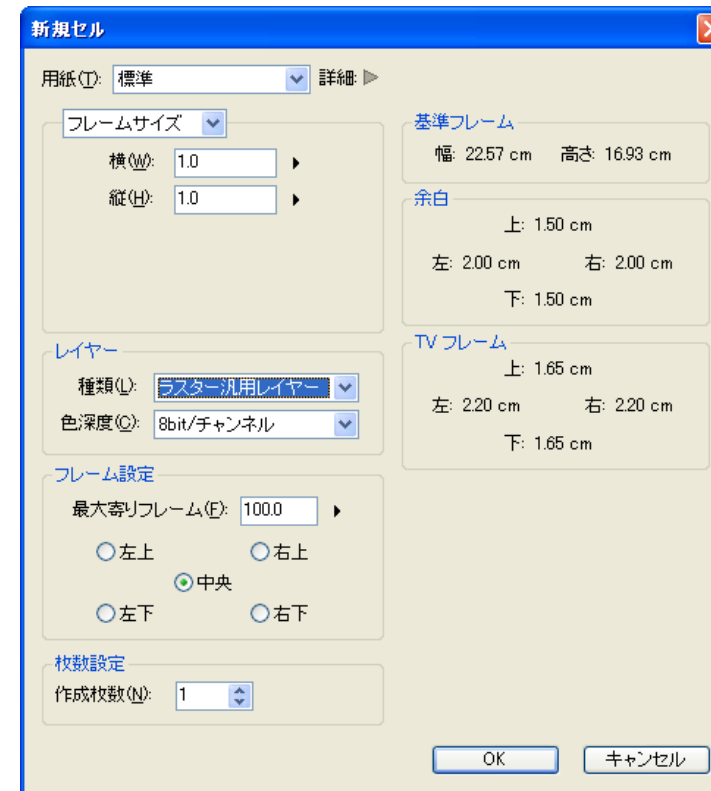 新規セル
用紙(T): 標準 詳細:
フレームサイズ
横(W): 1.0
縦(H): 1.0
基準フレーム
幅: 22.57 cm 高さ: 16.93 cm
余白
上: 1.50 cm
左: 2.00 cm 右: 2.00 cm
下: 1.50 cm
レイヤー
種類(L): ラスター汎用レイヤー
色深度(C): 8bit/チャンネル
TV フレーム
上: 1.65 cm
左: 2.20 cm 右: 2.20 cm
下: 1.65 cm
フレーム設定
最大寄りフレーム(F): 100.0
左上 右上
中央
左下 右下
枚数設定
作成枚数(N): 1
OK キャンセル